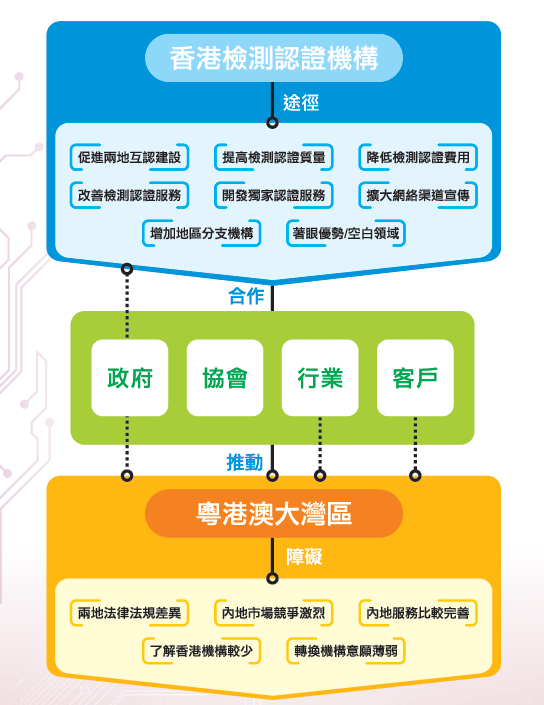 香港檢測認證機構
途徑
促進兩地互認建設
提高檢測認證質量
降低檢測認證費用
改善檢測認證服務
開發獨家認證服務
擴大網絡渠道宣傳
增加地區分支機構
著眼優勢/空白領域
合作
政府
協會
行業
客戶
推動
粵港澳大灣區
障礙
兩地法律法規差異
內地市場競爭激烈
內地服務比較完善
了解香港機構較少
轉換機構意願薄弱